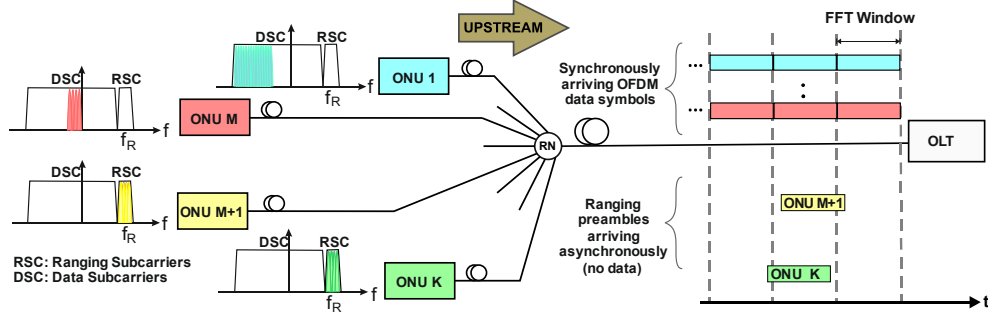 UPSTREAM
FFT Window
DSC RSC
f
fR
ONU 1
Synchronously
arriving OFDM
data symbols
...
:
...
DSC RSC
f
fR
ONU M
RN
OLT
DSC RSC
f
fR
ONU M+1
Ranging
preambles
arriving
asynchronously
(no data)
ONU M+1
DSC RSC
f
fR
ONU K
ONU K
RSC: Ranging Subcarriers
DSC: Data Subcarriers
t